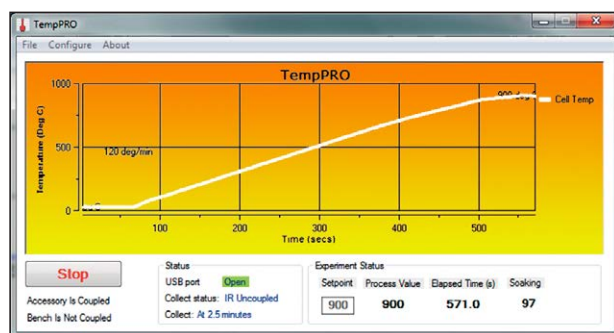 TempPRO
File Configure About
TempPRO
Temperature (Deg C)
1000
500
0
120 deg/min
900 deg
Cell Temp
100 200 300 400 500
Time (secs)
Stop
Accessory Is Coupled
Bench Is Not Coupled
Status
USB port Open
Collect status: IR Uncoupled
Collect: At 2.5 minutes
Experiment Status
Setpoint Process Value Elapsed Time (s) Soaking
900 900 571.0 97